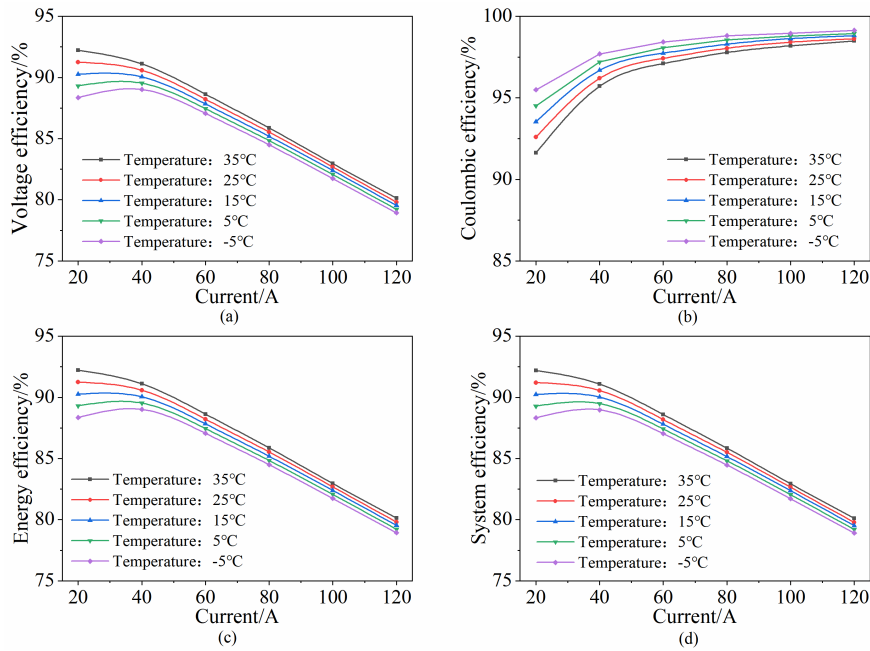 Voltage efficiency/%
95
90
85
80
75
Temperature：35℃
Temperature：25℃
Temperature：15℃
Temperature：5℃
Temperature：-5℃
20 40 60 80 100 120
Current/A
(a)
Coulombic efficiency/%
100
95
90
85
Temperature：35℃
Temperature：25℃
Temperature：15℃
Temperature：5℃
Temperature：-5℃
20 40 60 80 100 120
Current/A
(b)
Energy efficiency/%
95
90
85
80
75
Temperature：35℃
Temperature：25℃
Temperature：15℃
Temperature：5℃
Temperature：-5℃
20 40 60 80 100 120
Current/A
(c)
System efficiency/%
95
90
85
80
75
Temperature：35℃
Temperature：25℃
Temperature：15℃
Temperature：5℃
Temperature：-5℃
20 40 60 80 100 120
Current/A
(d)